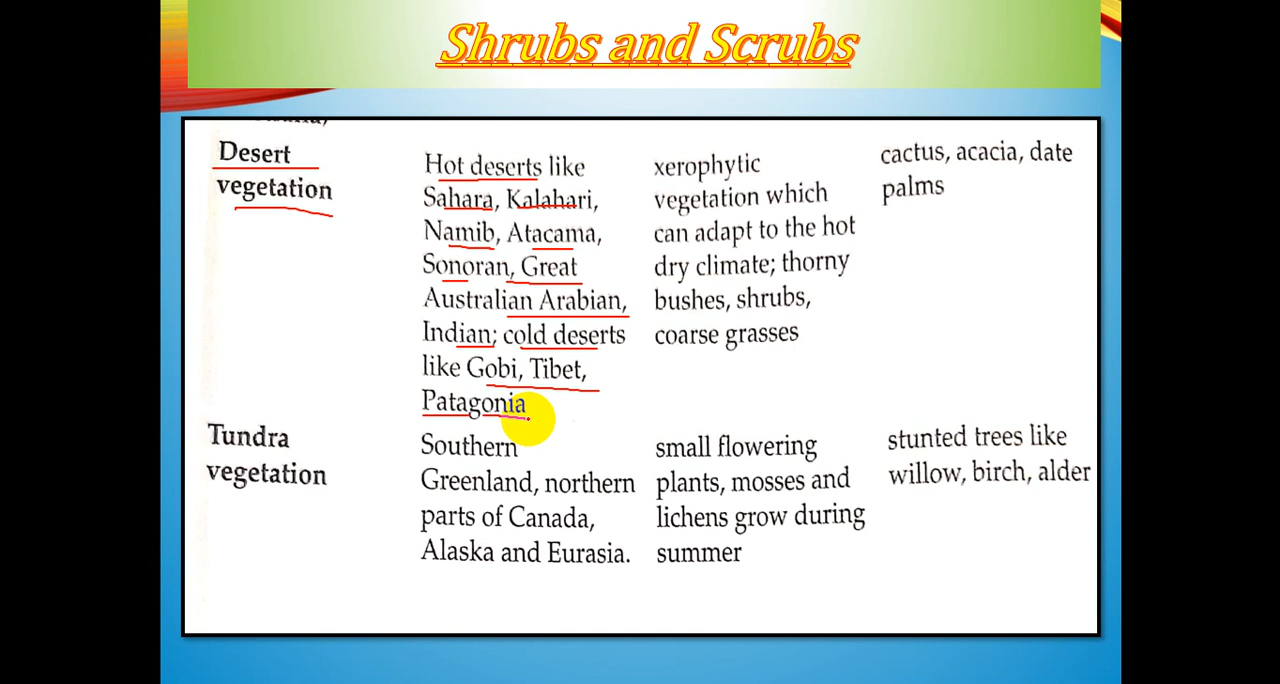 Shrubs and Scrubs
Desert
vegetation
Hot deserts like
Sahara, Kalahari,
Namib, Atacama,
Sonoran, Great
Australian Arabian,
Indian; cold deserts
like Gobi, Tibet,
Patagonia
xerophytic
vegetation which
can adapt to the hot
dry climate; thorny
bushes, shrubs,
coarse grasses
cactus, acacia, date
palms
Tundra
vegetation
Southern
Greenland, northern
parts of Canada,
Alaska and Eurasia.
small flowering
plants, mosses and
lichens grow during
summer
stunted trees like
willow, birch, alder